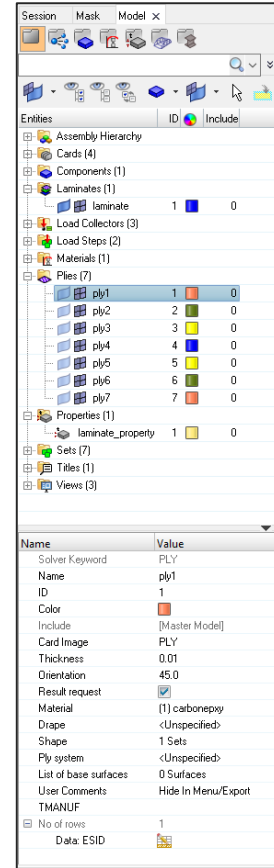 Session Mask Model ×
Entities ID Include
Assembly Hierarchy
Cards (4)
Components (1)
Laminates (1)
laminate 1 0
Load Collectors (3)
Load Steps (2)
Materials (1)
Plies (7)
ply1 1 0
ply2 2 0
ply3 3 0
ply4 4 0
ply5 5 0
ply6 6 0
ply7 7 0
Properties (1)
laminate_property 1 0
Sets (7)
Titles (1)
Views (3)
Name Value
Solver Keyword PLY
Name ply1
ID 1
Color
Include [Master Model]
Card Image PLY
Thickness 0.01
Orientation 45.0
Result request
Material (1) carbonepxy
Drape <Unspecified>
Shape 1 Sets
Ply system <Unspecified>
List of base surfaces 0 Surfaces
User Comments Hide In Menu/Export
TMANUF
No of rows 1
Data: ESID